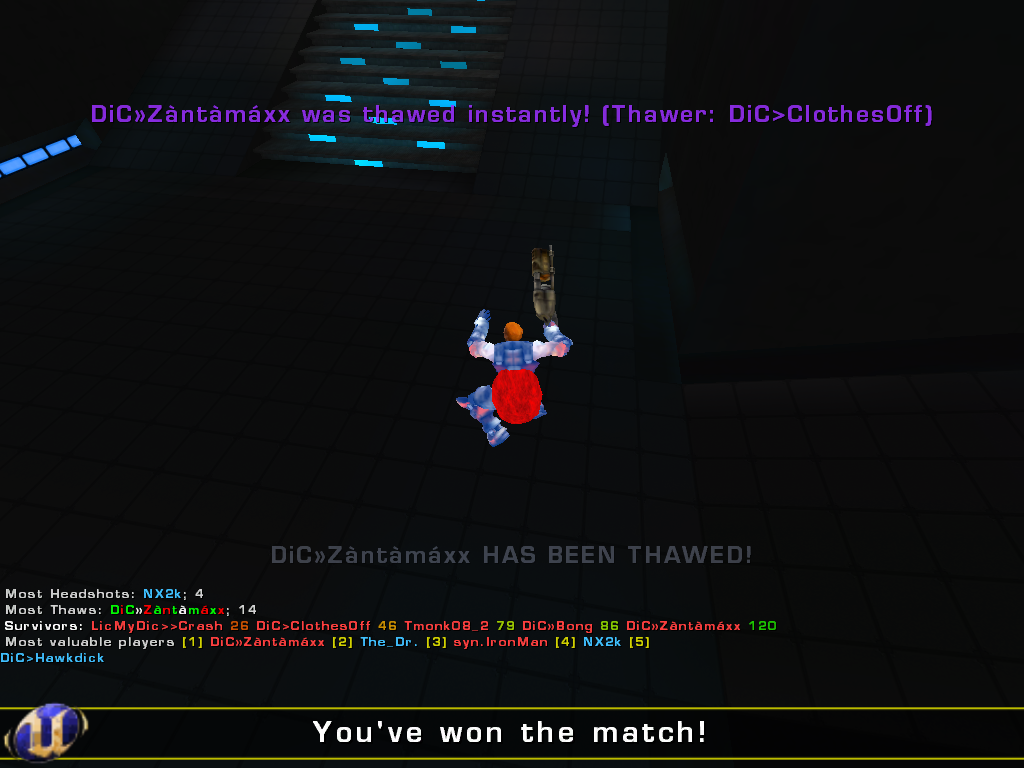 DiC»Zàntàmáxx was thawed instantly! (Thawer: DiC>ClothesOff)
DiC»Zàntàmáxx HAS BEEN THAWED!
Most Headshots: NX2k; 4
Most Thaws: DiC»Zàntàmáxx; 14
Survivors: LicMyDic>>Crash 26 DiC>ClothesOff 46 Tmonk08_2 79 DiC»Bong 86 DiC»Zàntàmáxx 120
Most valuable players [1] DiC»Zàntàmáxx [2] The_Dr. [3] syn.IronMan [4] NX2k [5]
DiC>Hawkdick
You've won the match!